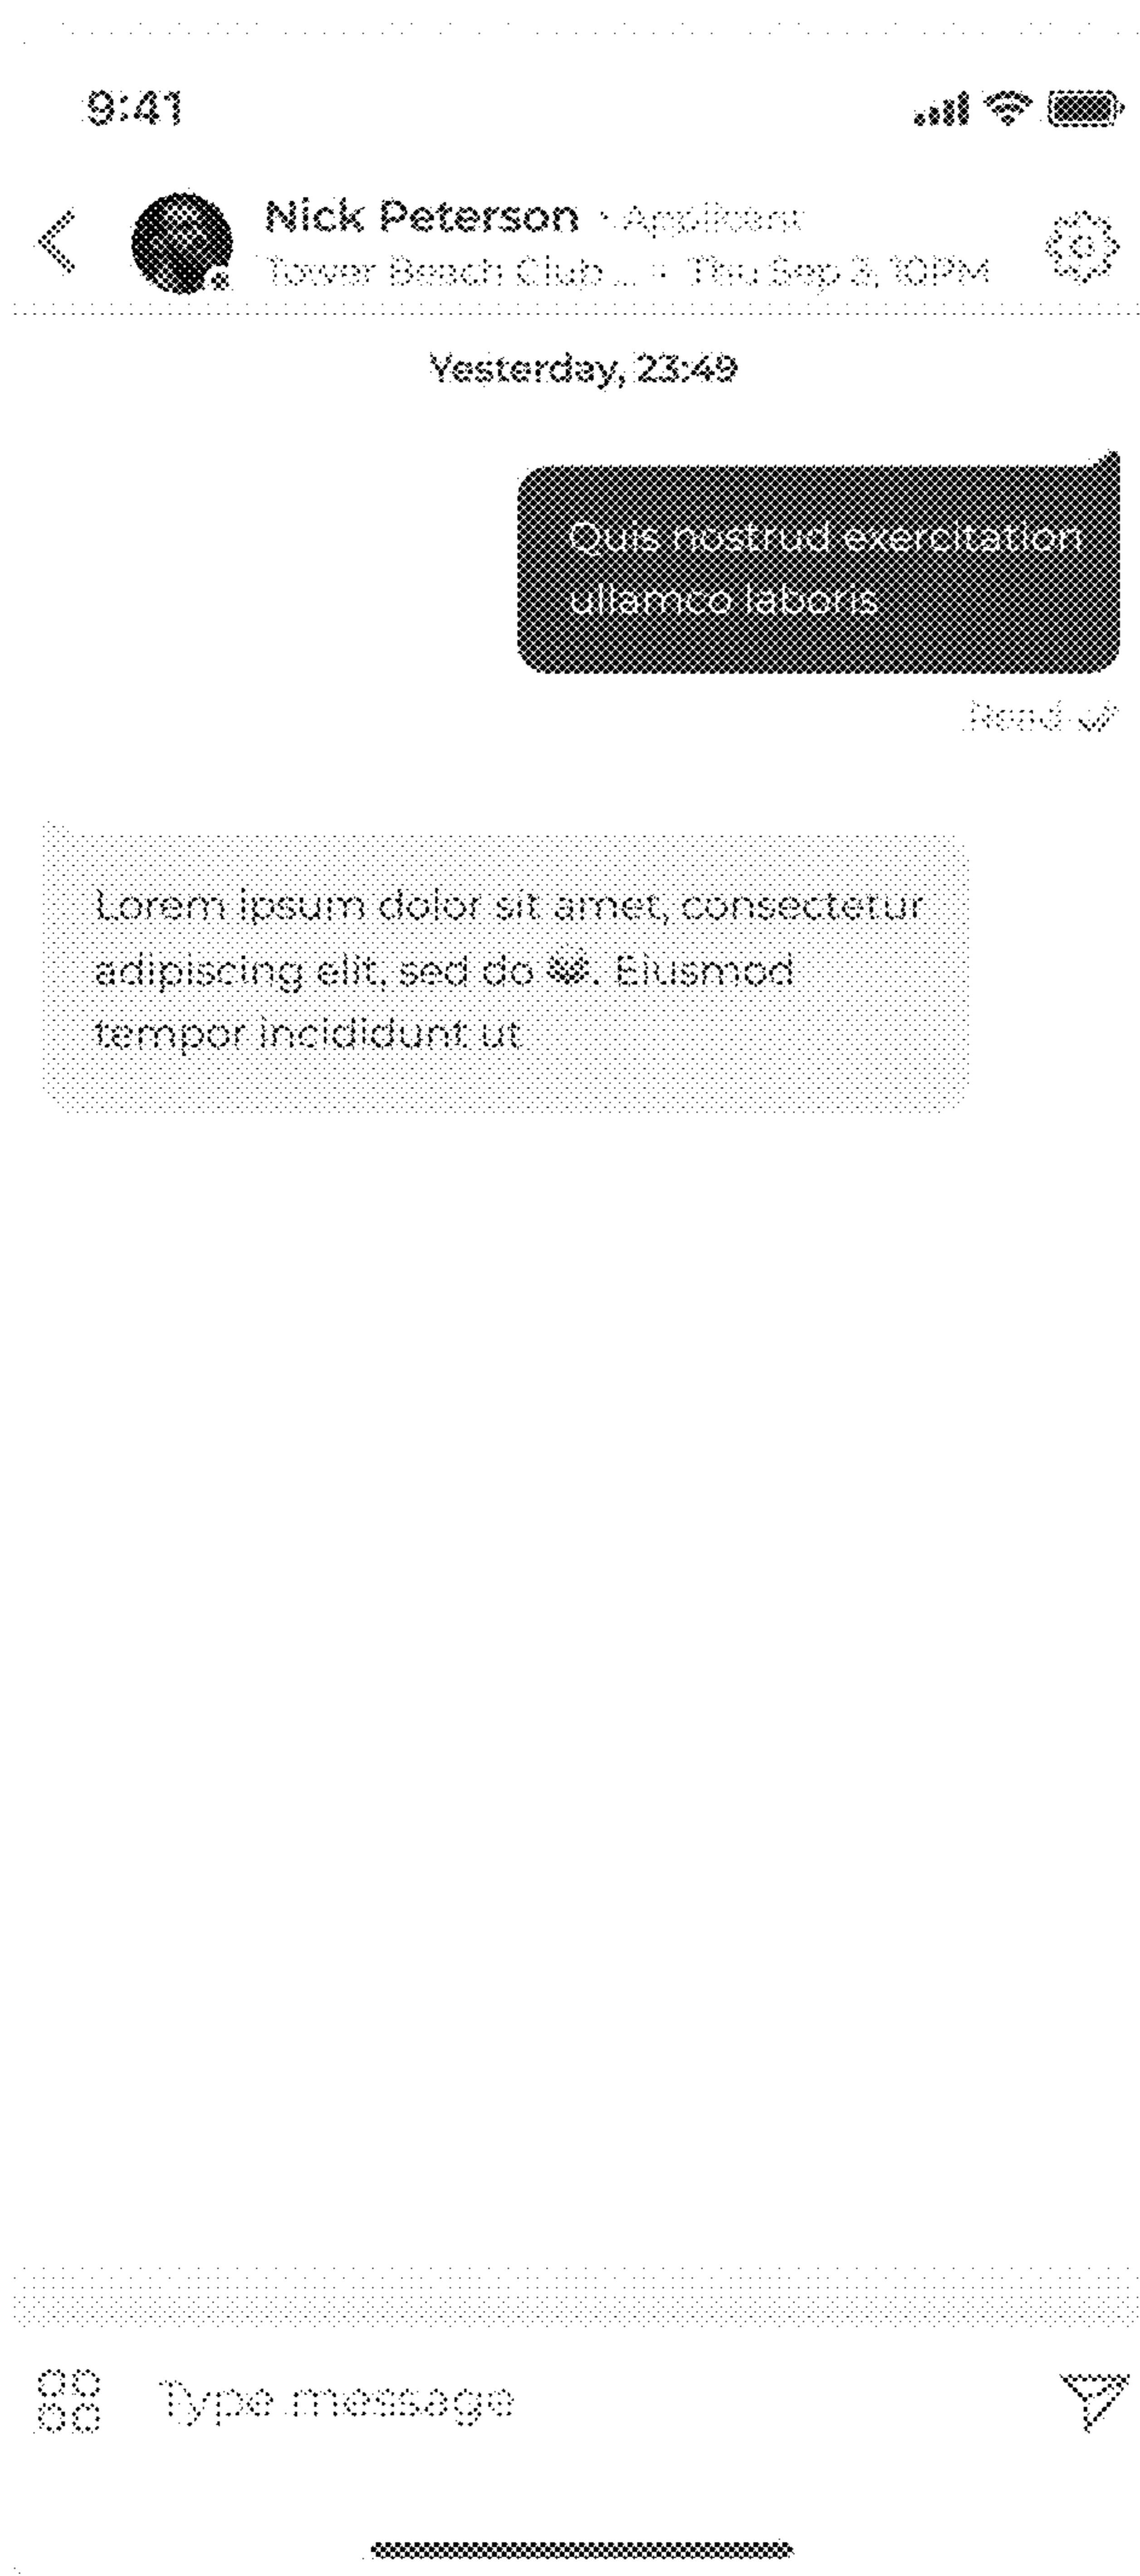 9:41
Nick Peterson · Applicant
Tower Beach Club... · Thu Sep 3, 10PM
Yesterday, 23:49
Quis nostrud exercitation
ullamco laboris
Read
Lorem ipsum dolor sit amet, consectetur
adipiscing elit, sed do 😂. Eiusmod
tempor incididunt ut
Type message